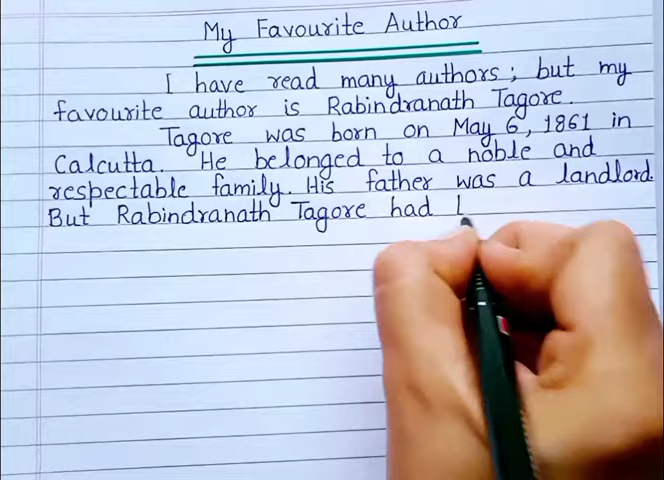 My Favourite Author
I have read many authors; but my
favourite author is Rabindranath Tagore.
Tagore was born on May 6, 1861 in
Calcutta. He belonged to a noble and
respectable family. His father was a landlord.
But Rabindranath Tagore had l